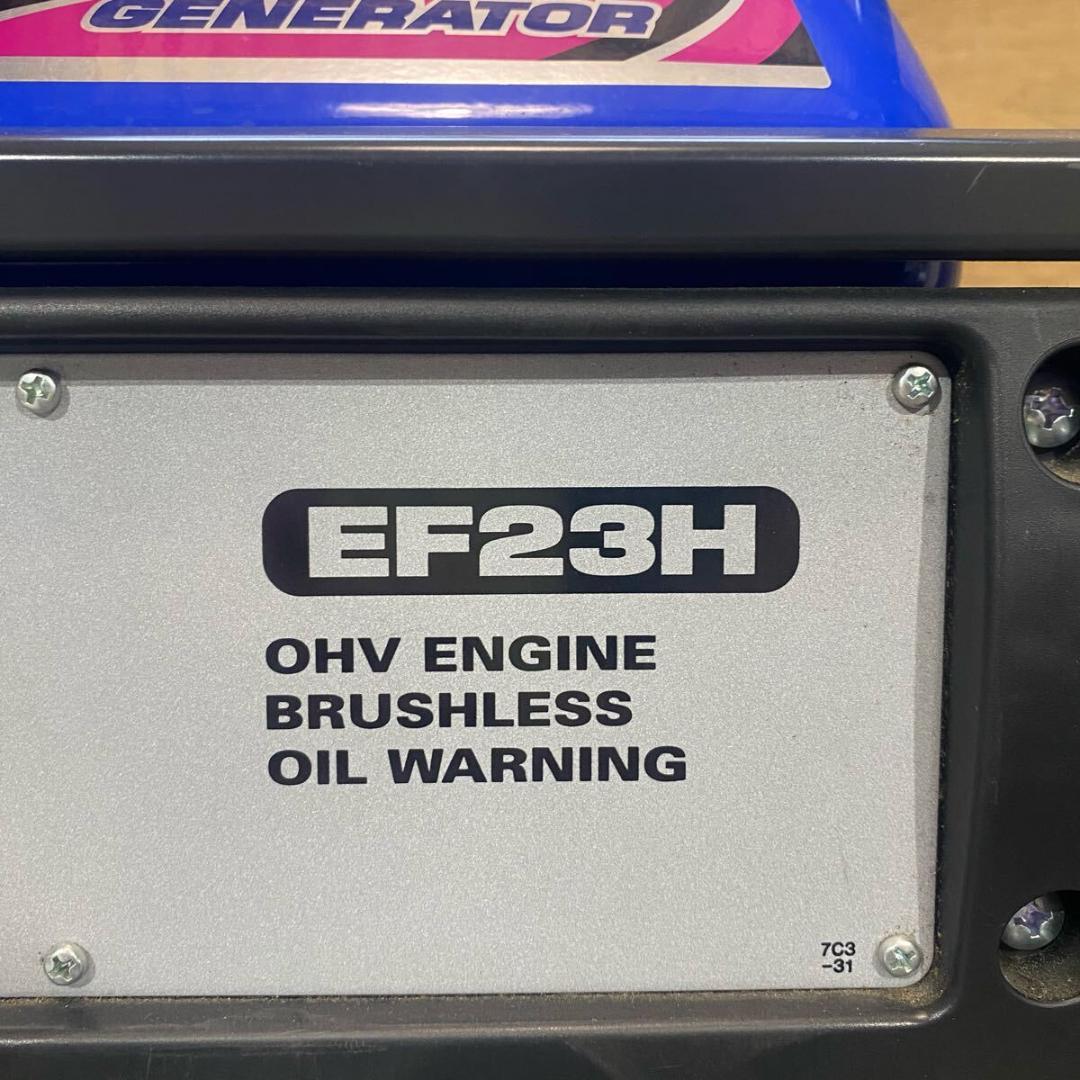 GENERATOR
EF23H
OHV ENGINE
BRUSHLESS
OIL WARNING
7C3
-31